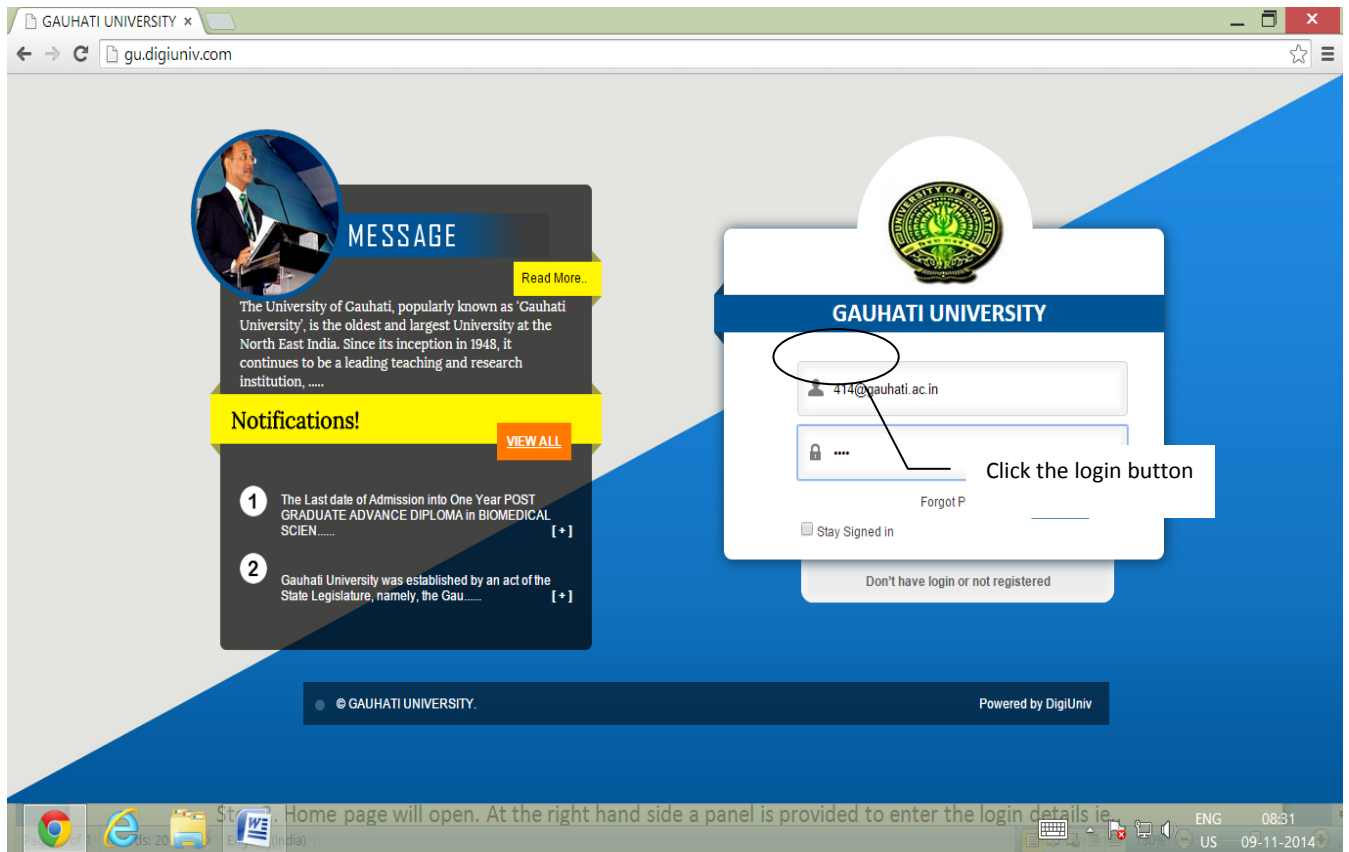 GAUHATI UNIVERSITY ×
gu.digiuniv.com
MESSAGE
Read More..
The University of Gauhati, popularly known as 'Gauhati
University', is the oldest and largest University at the
North East India. Since its inception in 1948, it
continues to be a leading teaching and research
institution, .....
Notifications!
VIEW ALL
1
The Last date of Admission into One Year POST
GRADUATE ADVANCE DIPLOMA in BIOMEDICAL
SCIEN...... [+]
2
Gauhati University was established by an act of the
State Legislature, namely, the Gau...... [+]
UNIVERSITY OF GAUHATI
GAUHATI UNIVERSITY
414@gauhati.ac.in
••••
Click the login button
Forgot P
Stay Signed in
Don't have login or not registered
© GAUHATI UNIVERSITY.
Powered by DigiUniv
Home page will open. At the right hand side a panel is provided to enter the login details ie.
ENG 08:31
US 09-11-2014